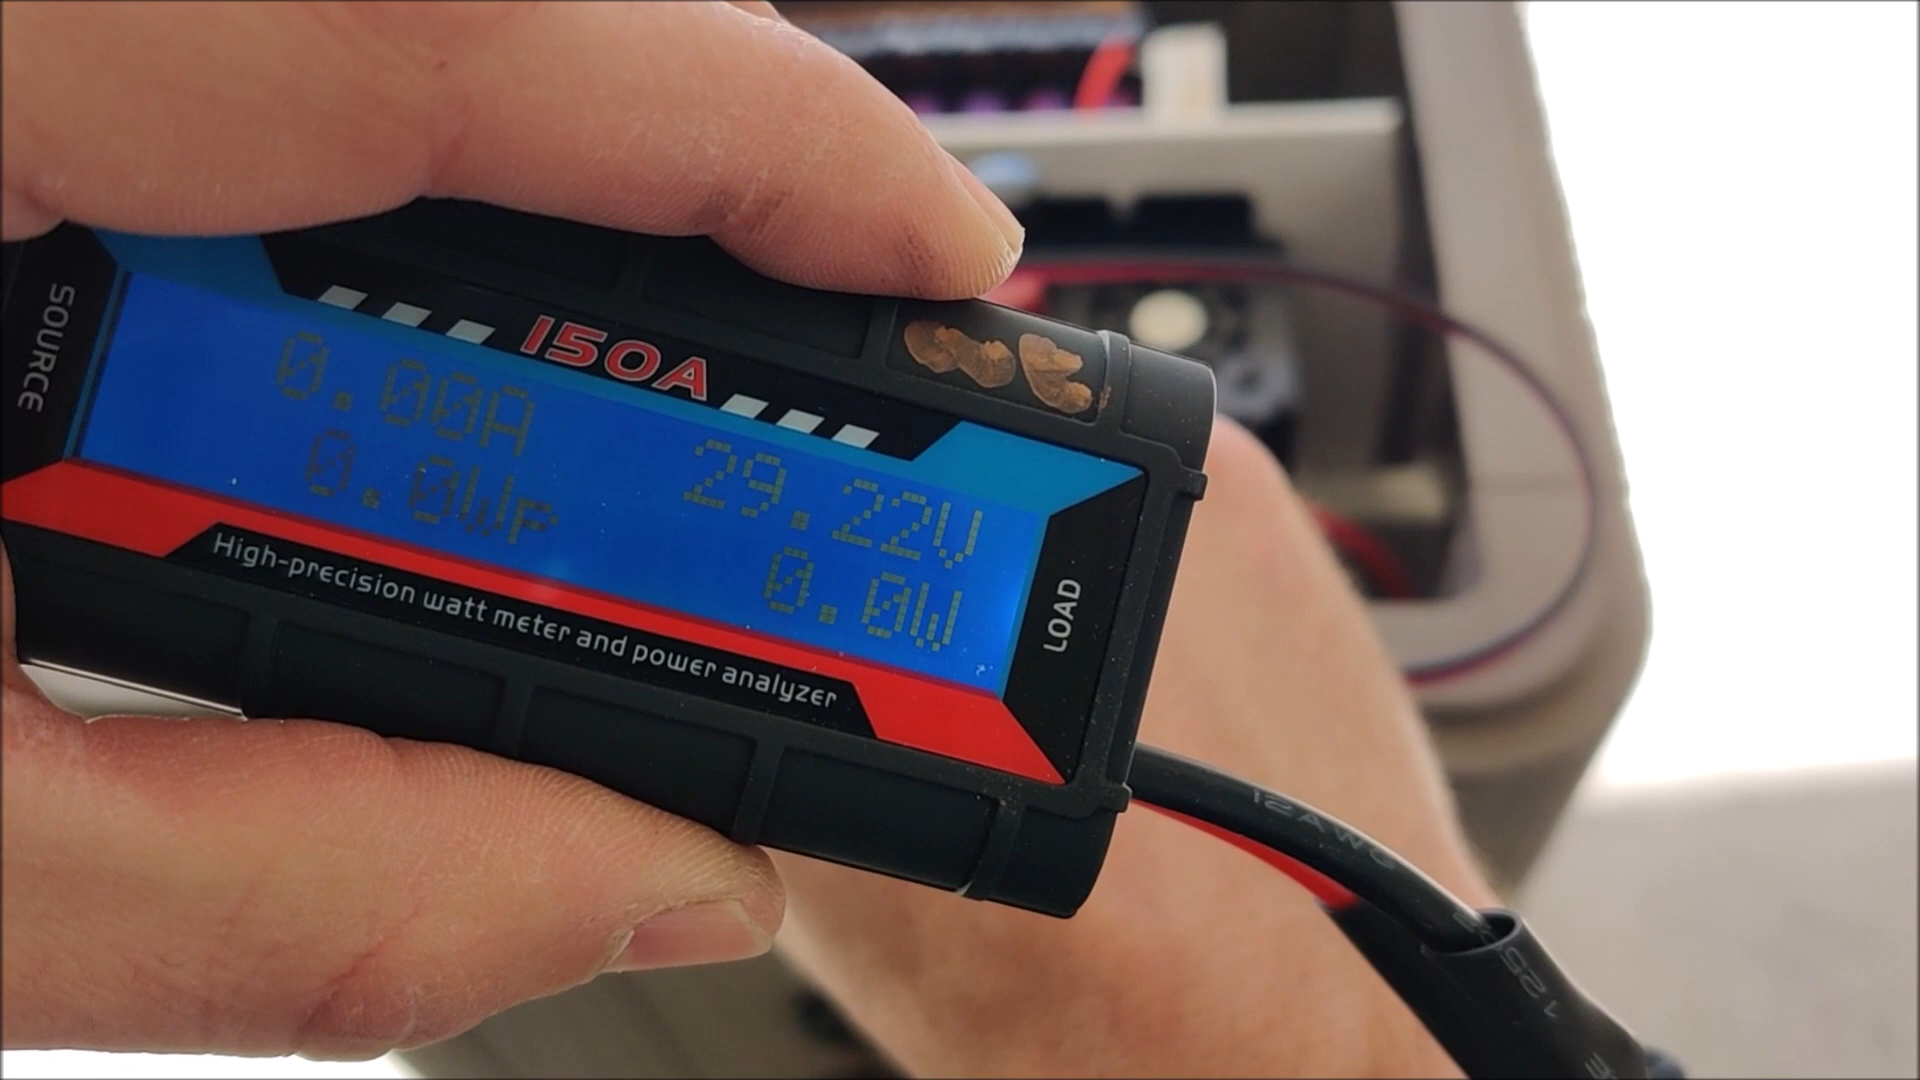 SOURCE
150A
0.00A 29.22V
0.0Wp 0.0W
LOAD
High-precision watt meter and power analyzer
12AWG